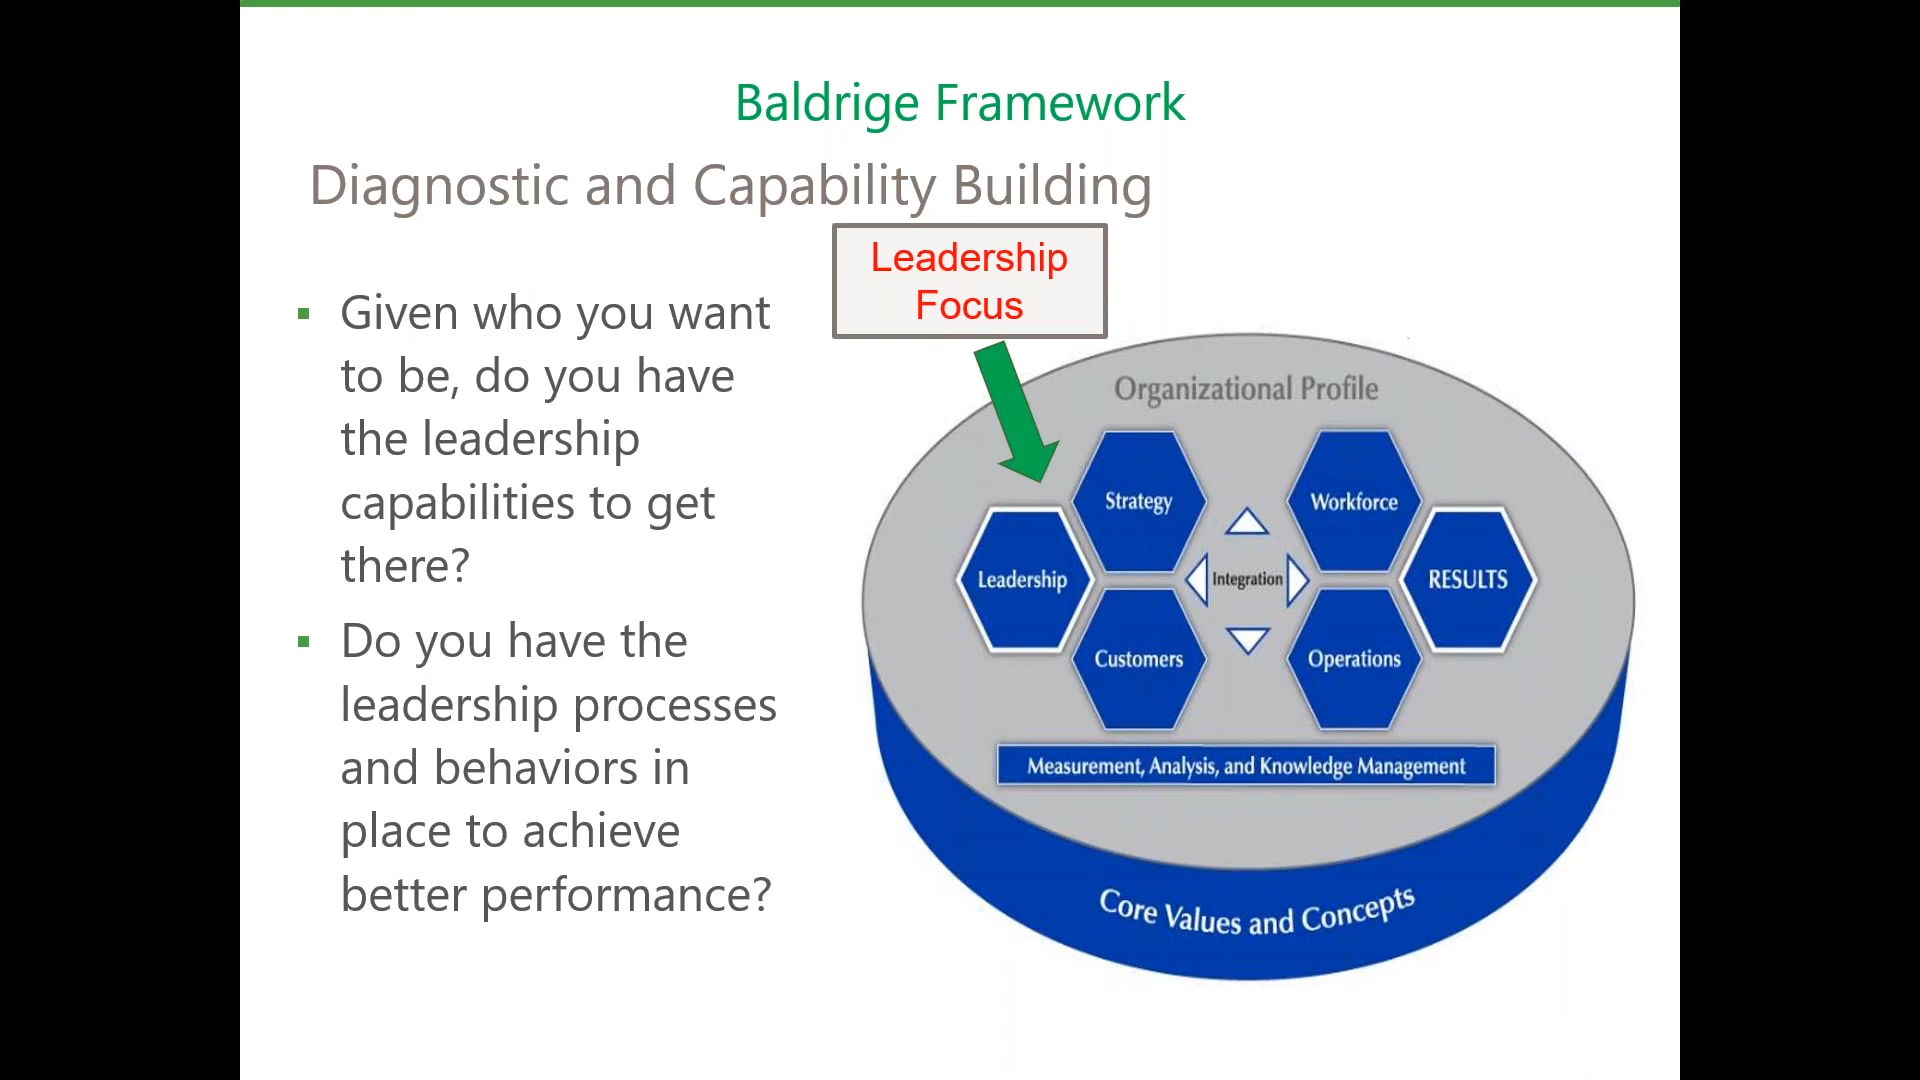 Baldrige Framework
Diagnostic and Capability Building
Leadership
Focus
▪ Given who you want
to be, do you have
the leadership
capabilities to get
there?
▪ Do you have the
leadership processes
and behaviors in
place to achieve
better performance?
Organizational Profile
Strategy
Workforce
Leadership
Integration
RESULTS
Customers
Operations
Measurement, Analysis, and Knowledge Management
Core Values and Concepts